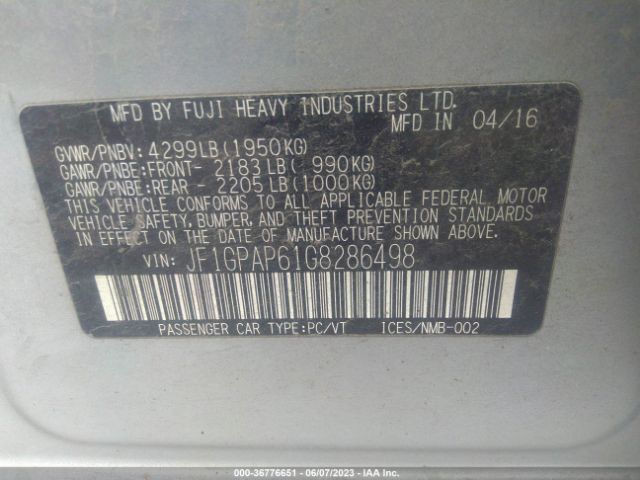 MFD BY FUJI HEAVY INDUSTRIES LTD.
MFD IN 04/16
GVWR/PNBV: 4299LB(1950KG)
GAWR/PNBE:FRONT- 2183LB( 990KG)
GAWR/PNBE:REAR - 2205LB(1000KG)
THIS VEHICLE CONFORMS TO ALL APPLICABLE FEDERAL MOTOR
VEHICLE SAFETY, BUMPER, AND THEFT PREVENTION STANDARDS
IN EFFECT ON THE DATE OF MANUFACTURE SHOWN ABOVE.
VIN: JF1GPAP61G8286498
PASSENGER CAR TYPE:PC/VT ICES/NMB-002
000-36776651 - 06/07/2023 - IAA Inc.